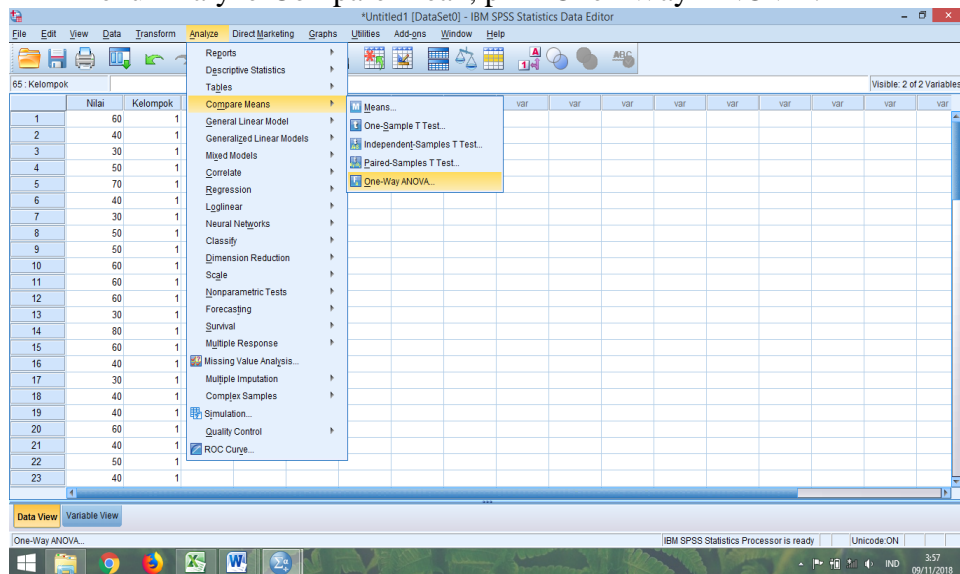 *Untitled1 [DataSet0] - IBM SPSS Statistics Data Editor
File Edit View Data Transform Analyze Direct Marketing Graphs Utilities Add-ons Window Help
65 : Kelompok
Visible: 2 of 2 Variables
Nilai Kelompok var var var var var var var var var
1 60 1
2 40 1
3 30 1
4 50 1
5 70 1
6 40 1
7 30 1
8 50 1
9 50 1
10 60 1
11 60 1
12 60 1
13 30 1
14 80 1
15 60 1
16 40 1
17 30 1
18 40 1
19 40 1
20 60 1
21 40 1
22 50 1
23 40 1
Reports
Descriptive Statistics
Tables
Compare Means
General Linear Model
Generalized Linear Models
Mixed Models
Correlate
Regression
Loglinear
Neural Networks
Classify
Dimension Reduction
Scale
Nonparametric Tests
Forecasting
Survival
Multiple Response
Missing Value Analysis...
Multiple Imputation
Complex Samples
Simulation...
Quality Control
ROC Curve...
Means...
One-Sample T Test...
Independent-Samples T Test...
Paired-Samples T Test...
One-Way ANOVA...
Data View Variable View
One-Way ANOVA...
IBM SPSS Statistics Processor is ready
Unicode:ON
IND
3:57
09/11/2018